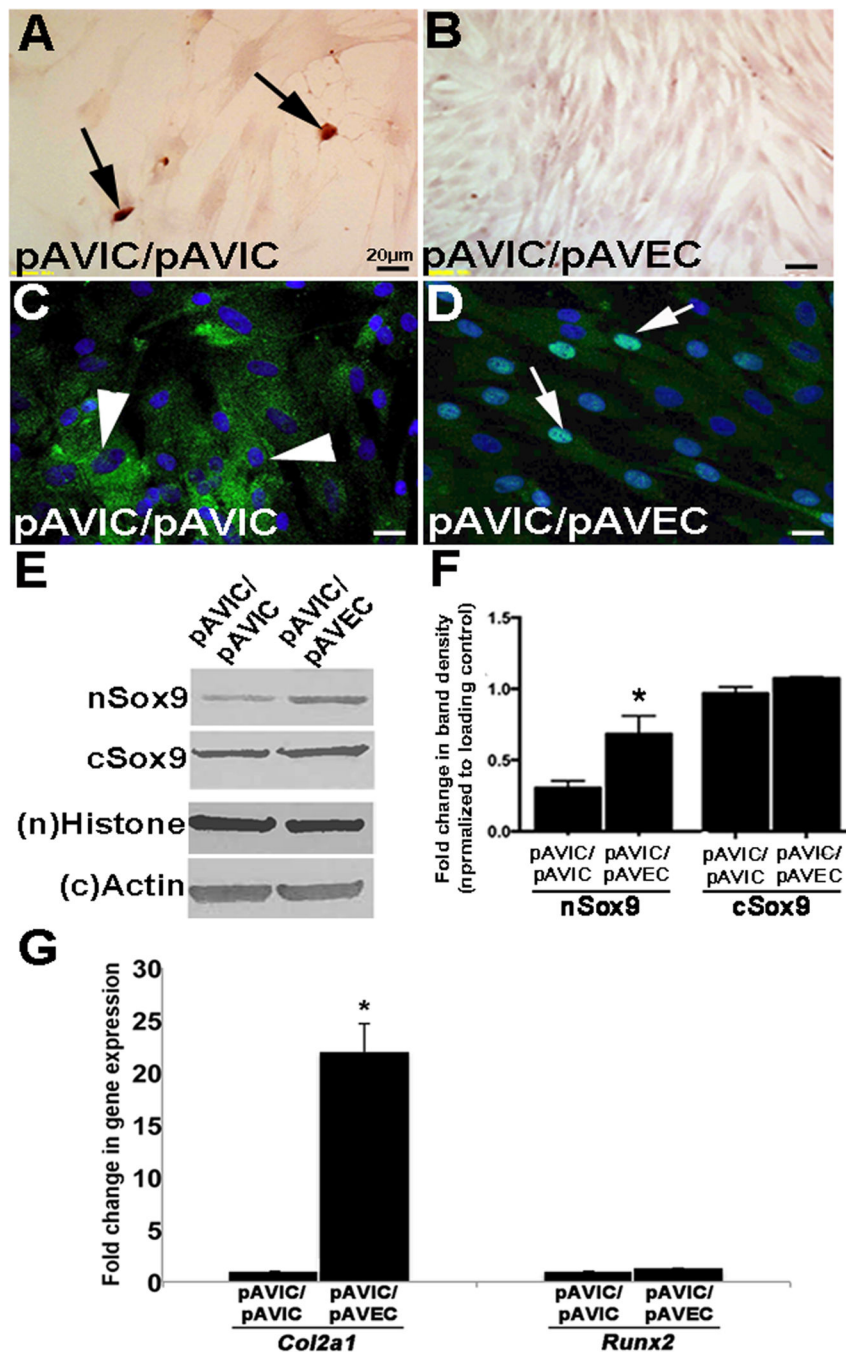 A
B
pAVIC/pAVIC
20µm
pAVIC/pAVEC
C
D
pAVIC/pAVIC
pAVIC/pAVEC
E
pAVIC/
pAVIC
pAVIC/
pAVEC
nSox9
cSox9
(n)Histone
(c)Actin
F
Fold change in band density
(nprmalized to loading control)
1.5
1.0
0.5
0.0
*
pAVIC/
pAVIC
pAVIC/
pAVEC
pAVIC/
pAVIC
pAVIC/
pAVEC
nSox9
cSox9
G
Fold change in gene expression
30
25
20
15
10
5
0
*
pAVIC/
pAVIC
pAVIC/
pAVEC
pAVIC/
pAVIC
pAVIC/
pAVEC
Col2a1
Runx2